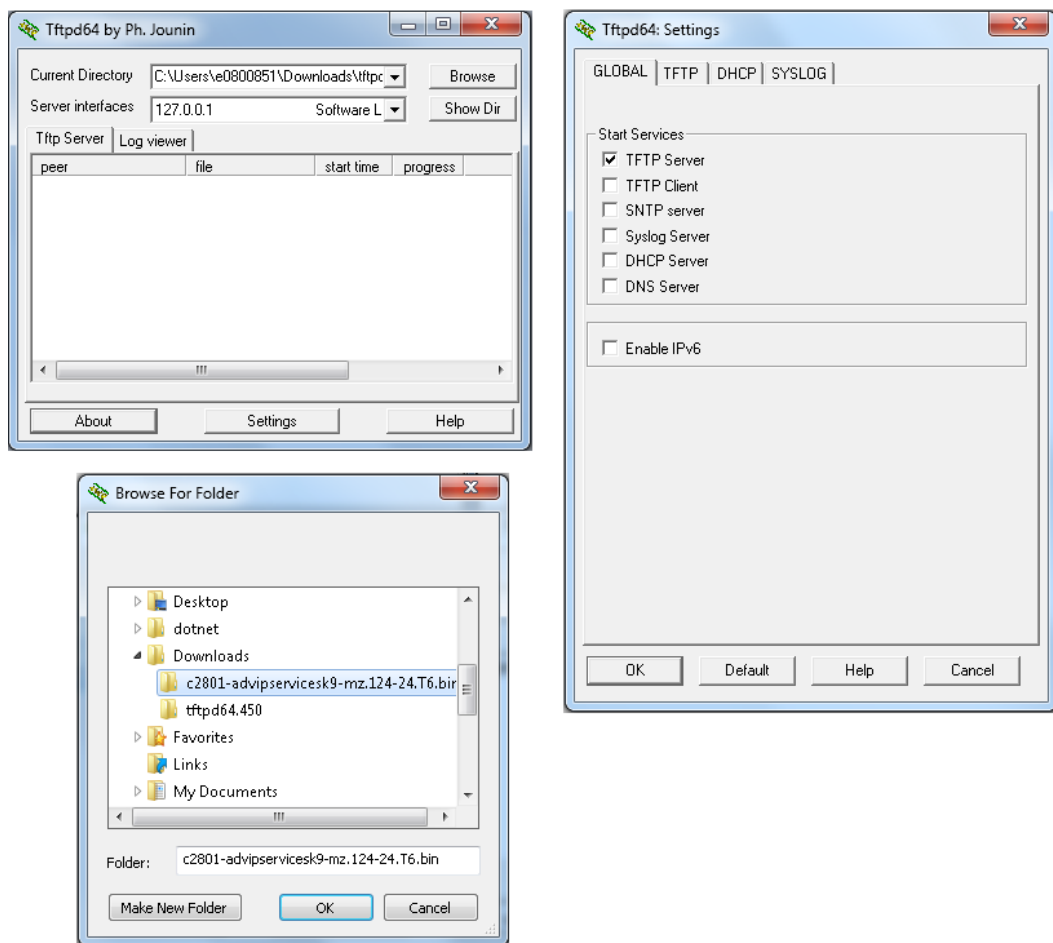 Tftpd64 by Ph. Jounin
Current Directory C:\Users\e0800851\Downloads\tftpc Browse
Server interfaces 127.0.0.1 Software L Show Dir
Tftp Server Log viewer
peer file start time progress
About Settings Help
Tftpd64: Settings
GLOBAL TFTP DHCP SYSLOG
Start Services
TFTP Server
TFTP Client
SNTP server
Syslog Server
DHCP Server
DNS Server
Enable IPv6
OK Default Help Cancel
Browse For Folder
Desktop
dotnet
Downloads
c2801-advipservicesk9-mz.124-24.T6.bin
tftpd64.450
Favorites
Links
My Documents
Folder: c2801-advipservicesk9-mz.124-24.T6.bin
Make New Folder OK Cancel